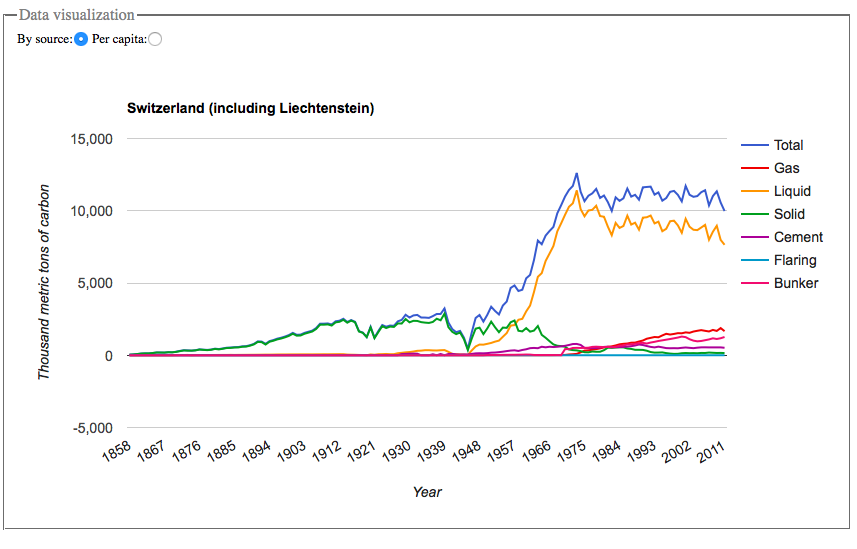 Data visualization
By source: Per capita:
Switzerland (including Liechtenstein)
Thousand metric tons of carbon
15,000
10,000
5,000
0
-5,000
1858 1867 1876 1885 1894 1903 1912 1921 1930 1939 1948 1957 1966 1975 1984 1993 2002 2011
Year
Total
Gas
Liquid
Solid
Cement
Flaring
Bunker